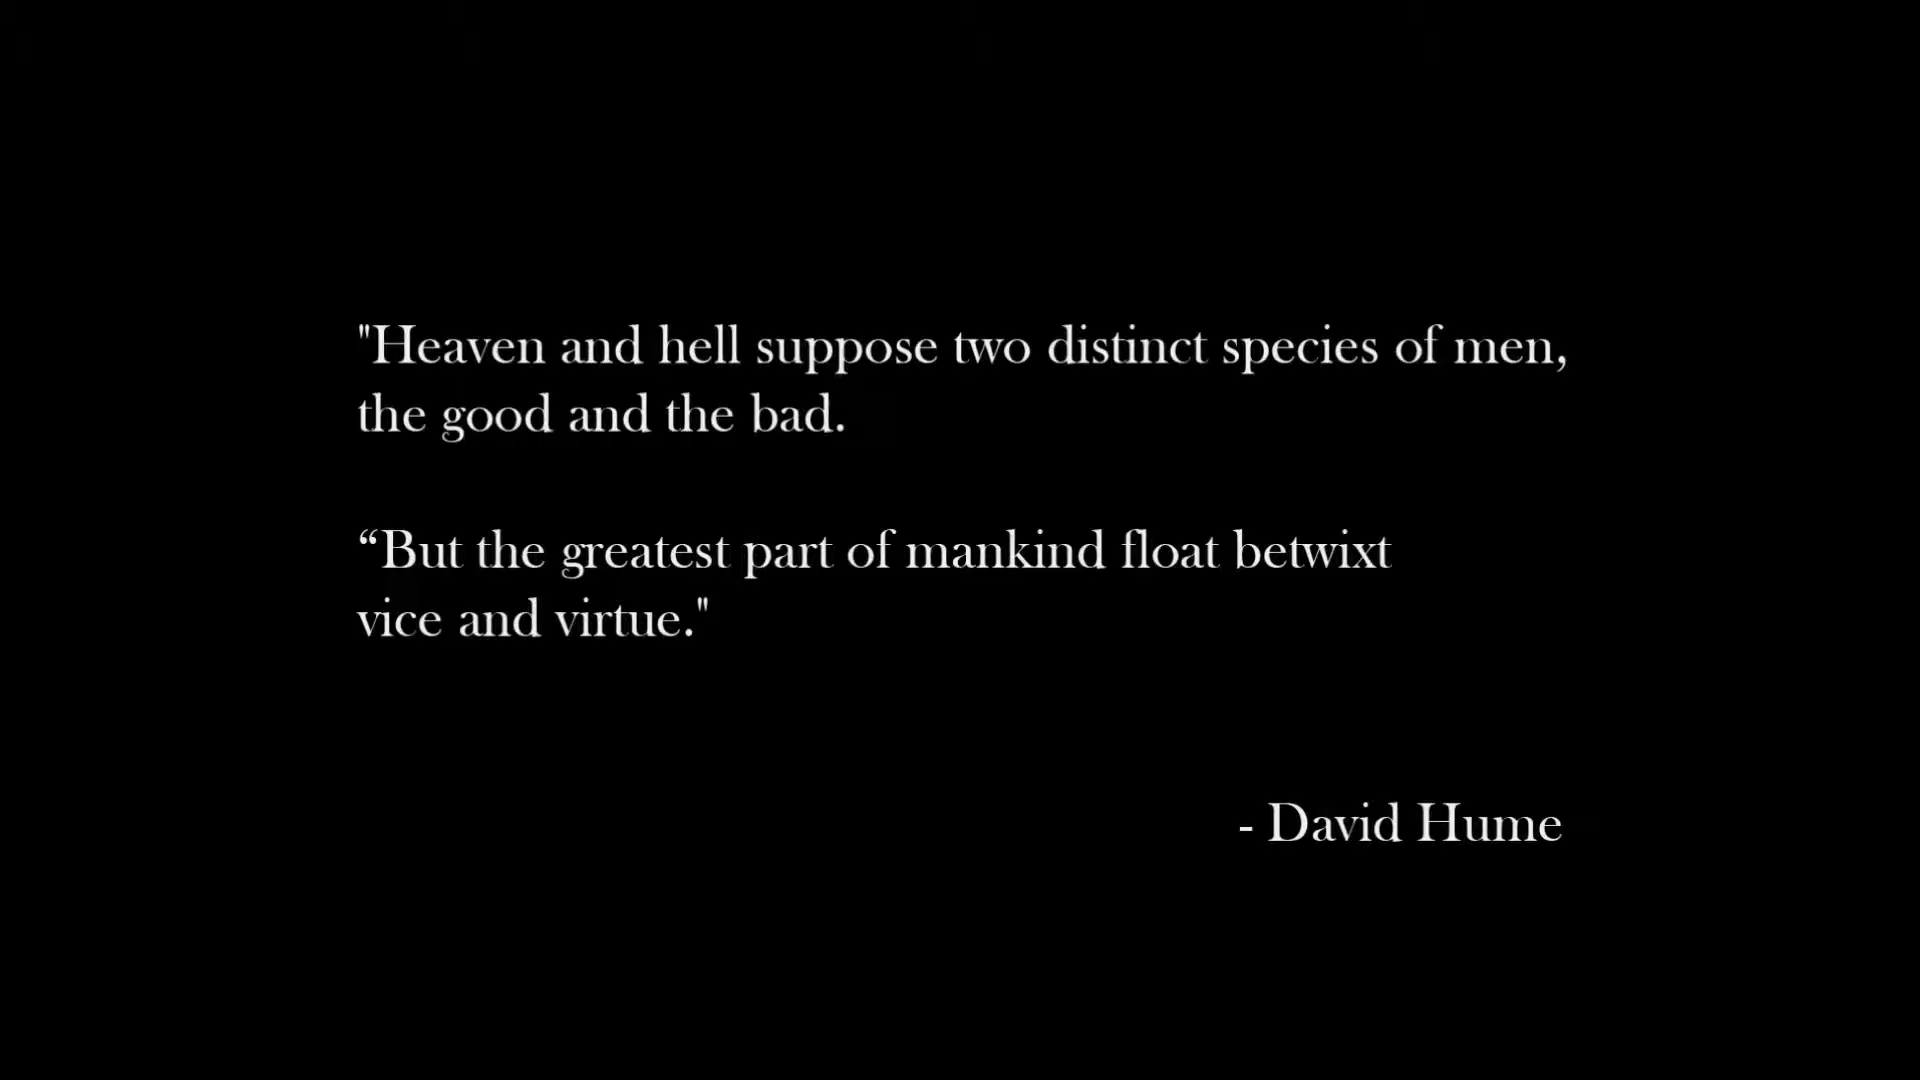 "Heaven and hell suppose two distinct species of men,
the good and the bad.
“But the greatest part of mankind float betwixt
vice and virtue."
- David Hume